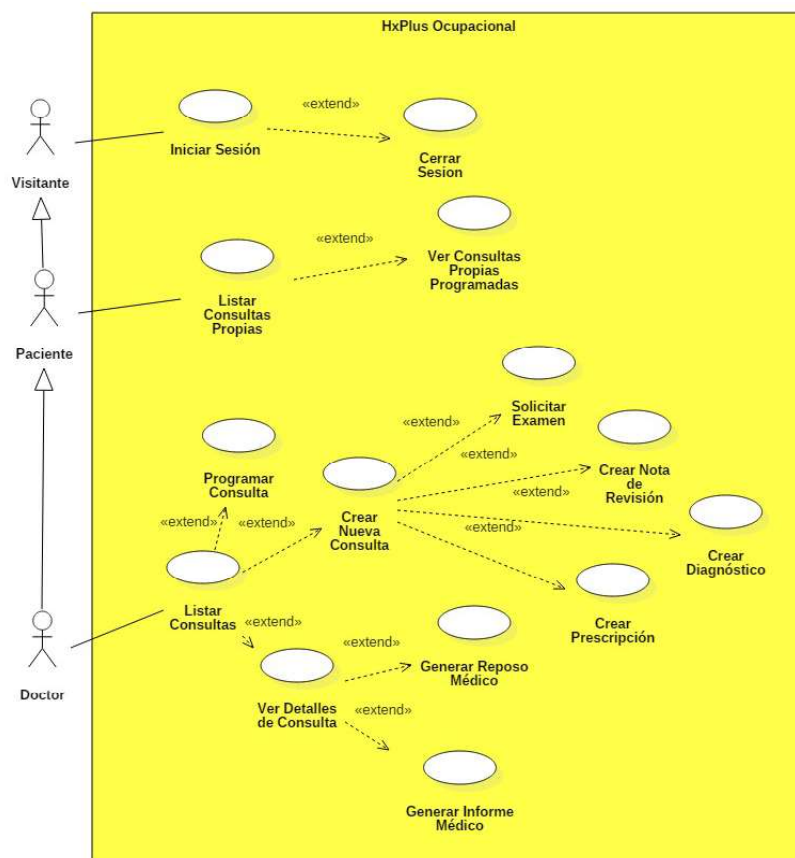 HxPlus Ocupacional
«extend»
Iniciar Sesión
Cerrar
Sesion
Visitante
«extend»
Ver Consultas
Propias
Programadas
Listar
Consultas
Propias
Paciente
Solicitar
Examen
«extend»
«extend»
Programar
Consulta
Crear Nota
de
Revisión
«extend»
«extend»
«extend»
Crear
Nueva
Consulta
«extend»
Crear
Diagnóstico
Listar
Consultas
«extend»
Crear
Prescripción
«extend»
Generar Reposo
Médico
Doctor
Ver Detalles
de Consulta
«extend»
Generar Informe
Médico